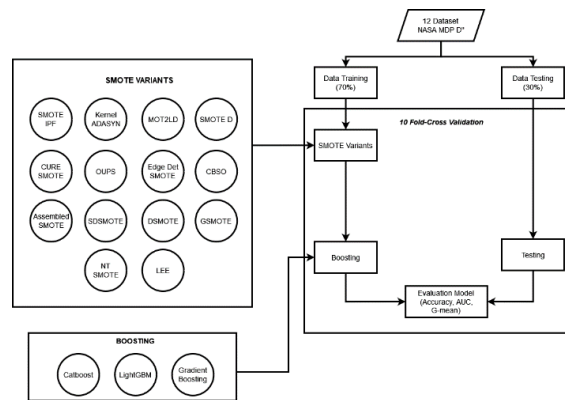 12 Dataset
NASA MDP D"
SMOTE VARIANTS
Data Training
(70%)
Data Testing
(30%)
SMOTE
IPF
Kernel
ADASYN
MOT2LD
SMOTE D
10 Fold-Cross Validation
SMOTE Variants
CURE
SMOTE
OUPS
Edge Det
SMOTE
CBSO
Assembled
SMOTE
SDSMOTE
DSMOTE
GSMOTE
NT
SMOTE
LEE
Boosting
Testing
Evaluation Model
(Accuracy, AUC,
G-mean)
BOOSTING
Catboost
LightGBM
Gradient
Boosting